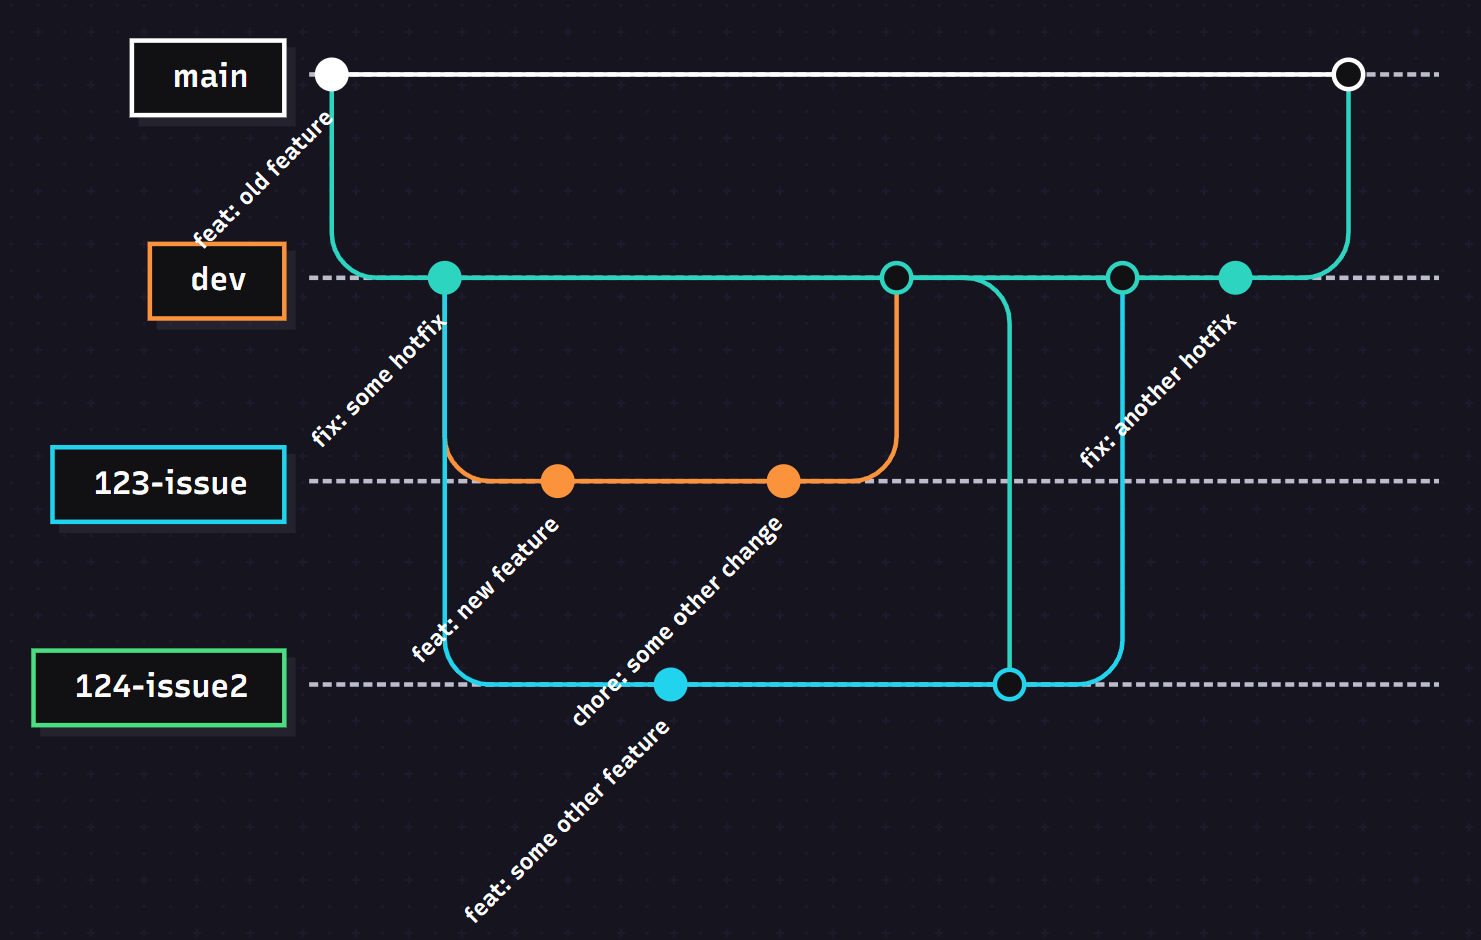 main
feat: old feature
dev
fix: some hotfix
fix: another hotfix
123-issue
feat: new feature
chore: some other change
124-issue2
feat: some other feature